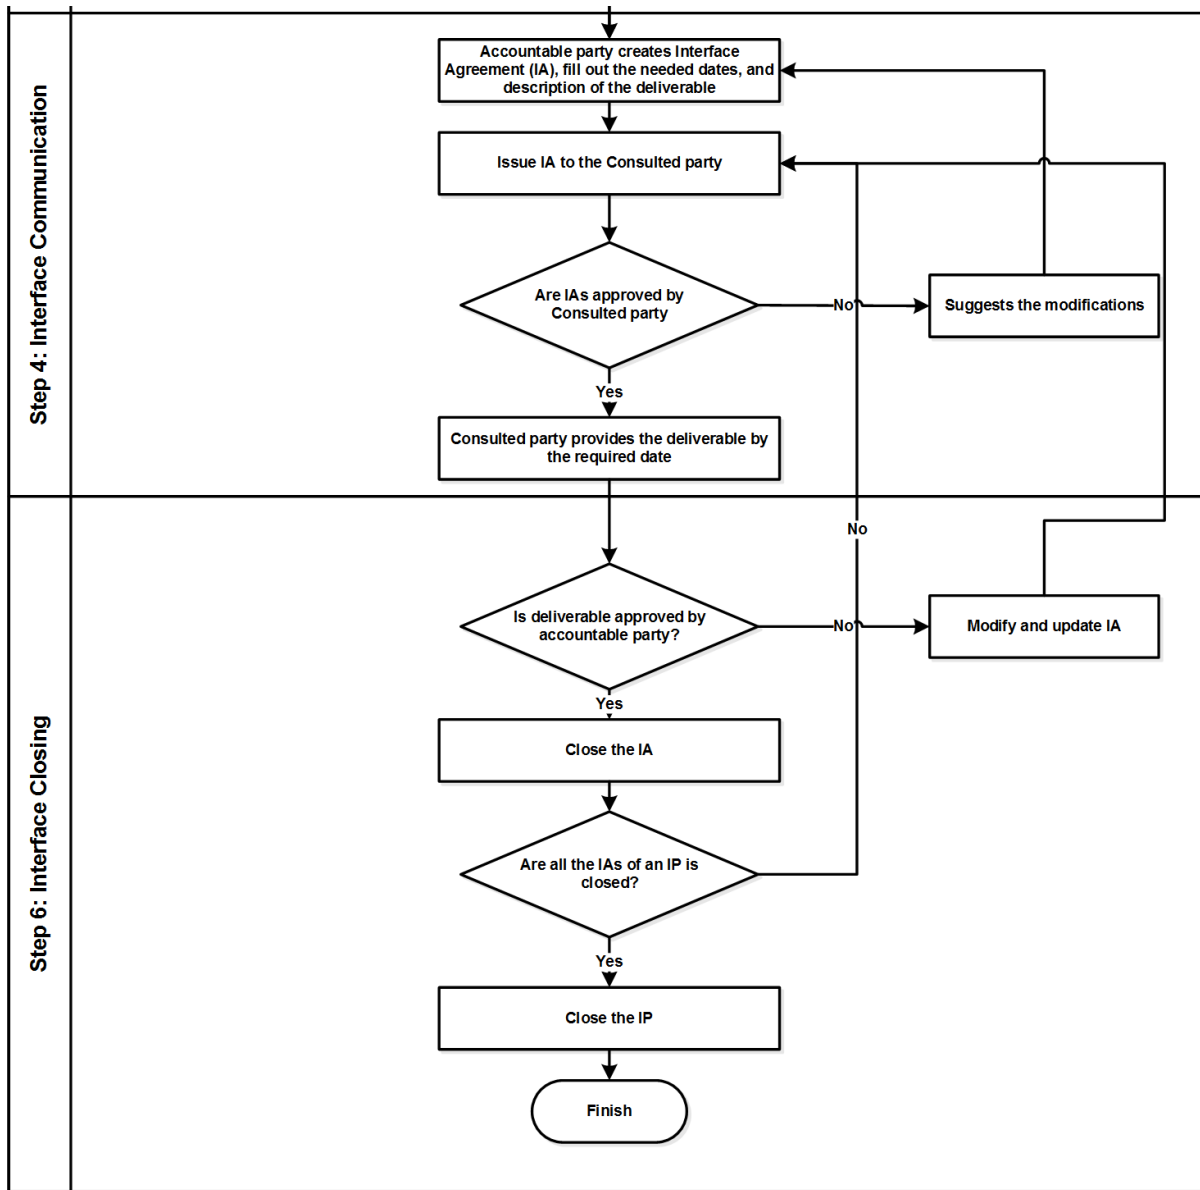 Step 4: Interface Communication
Accountable party creates Interface
Agreement (IA), fill out the needed dates, and
description of the deliverable
Issue IA to the Consulted party
Are IAs approved by
Consulted party
No
Suggests the modifications
Yes
Consulted party provides the deliverable by
the required date
Step 6: Interface Closing
No
Is deliverable approved by
accountable party?
No
Modify and update IA
Yes
Close the IA
Are all the IAs of an IP is
closed?
Yes
Close the IP
Finish